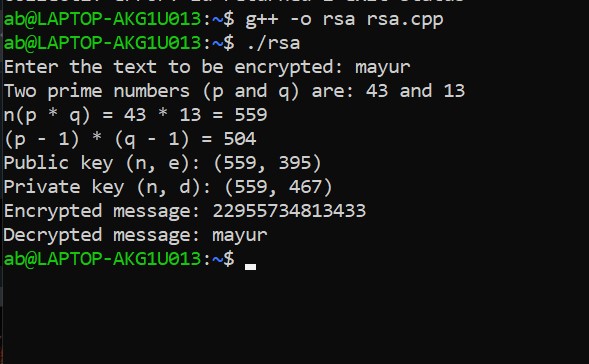 ab@LAPTOP-AKG1U013:~$ g++ -o rsa rsa.cpp
ab@LAPTOP-AKG1U013:~$ ./rsa
Enter the text to be encrypted: mayur
Two prime numbers (p and q) are: 43 and 13
n(p * q) = 43 * 13 = 559
(p - 1) * (q - 1) = 504
Public key (n, e): (559, 395)
Private key (n, d): (559, 467)
Encrypted message: 22955734813433
Decrypted message: mayur
ab@LAPTOP-AKG1U013:~$